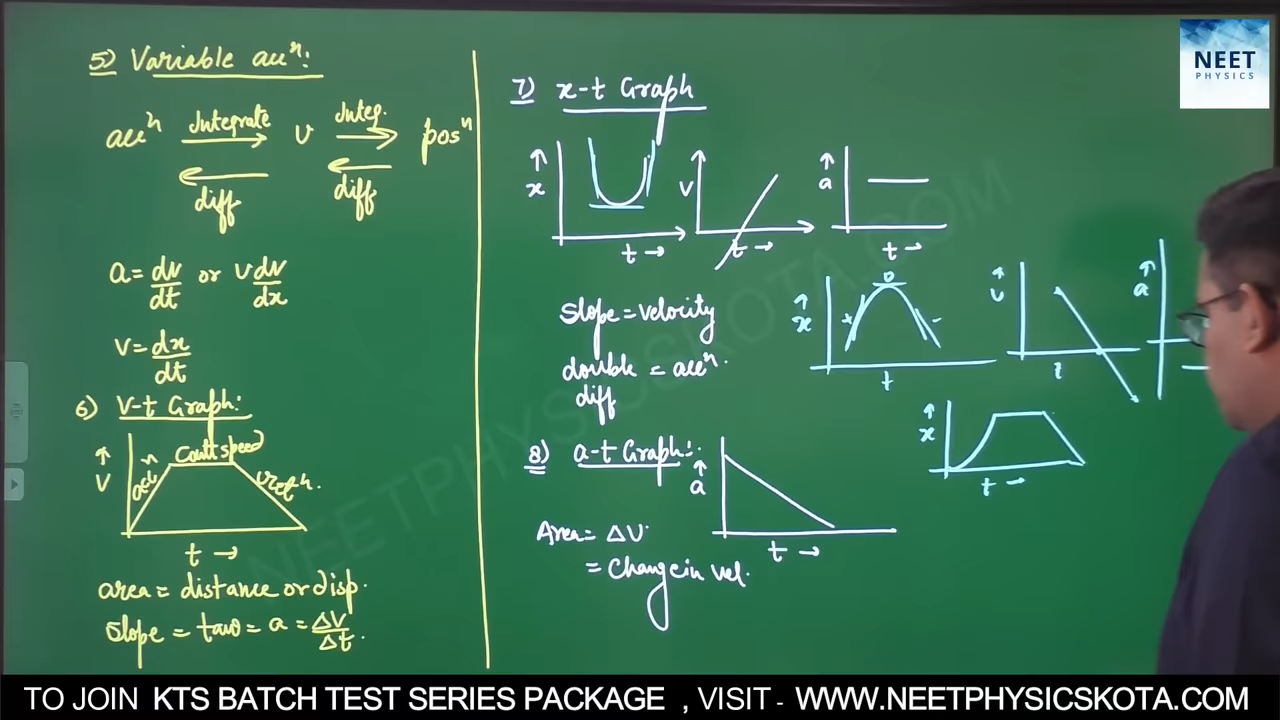 5) Variable accⁿ:
accⁿ Integrate v Integ. posⁿ
diff diff
a = dv/dt or v dv/dx
v = dx/dt
6) V-t Graph:
V accⁿ Constt speed retⁿ.
t →
area = distance or disp.
Slope = tanθ = a = ΔV/Δt.
7) x-t Graph
x t → V t → a t →
Slope = velocity
double diff = accⁿ.
x + 0 - t
v t
a
x t →
8) a-t Graph:
a t →
Area = ΔV
= Change in vel.
NEET
PHYSICS
NEETPHYSICSKOTA.COM
TO JOIN KTS BATCH TEST SERIES PACKAGE , VISIT - WWW.NEETPHYSICSKOTA.COM